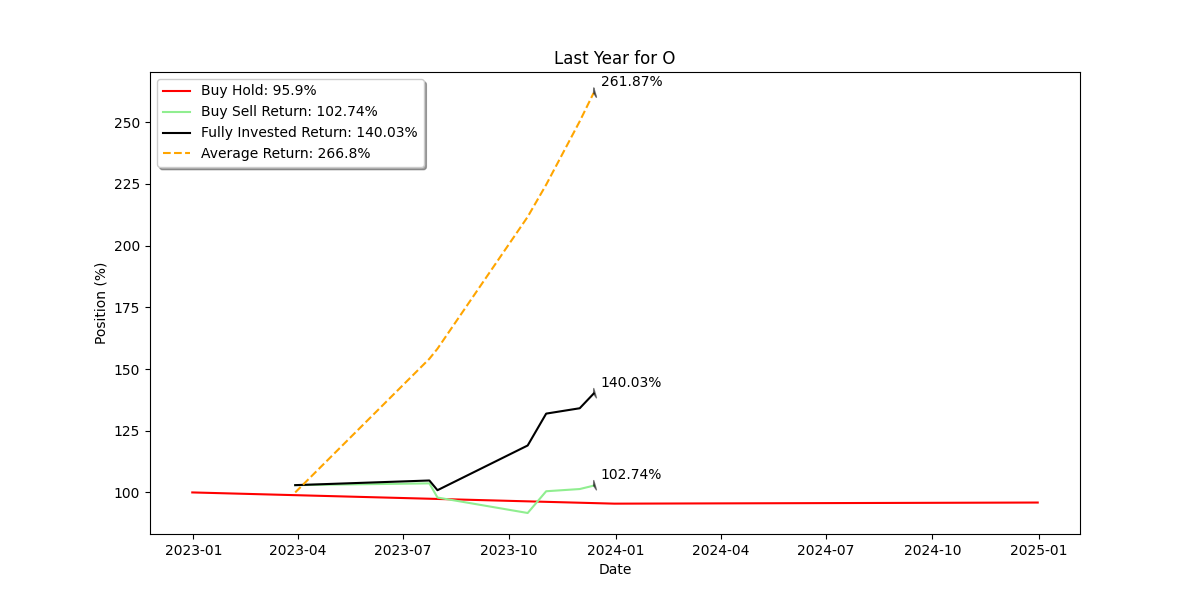 Last Year for O
261.87%
Buy Hold: 95.9%
Buy Sell Return: 102.74%
Fully Invested Return: 140.03%
Average Return: 266.8%
250
225
200
175
150
125
100
Position (%)
140.03%
102.74%
2023-01 2023-04 2023-07 2023-10 2024-01 2024-04 2024-07 2024-10 2025-01
Date